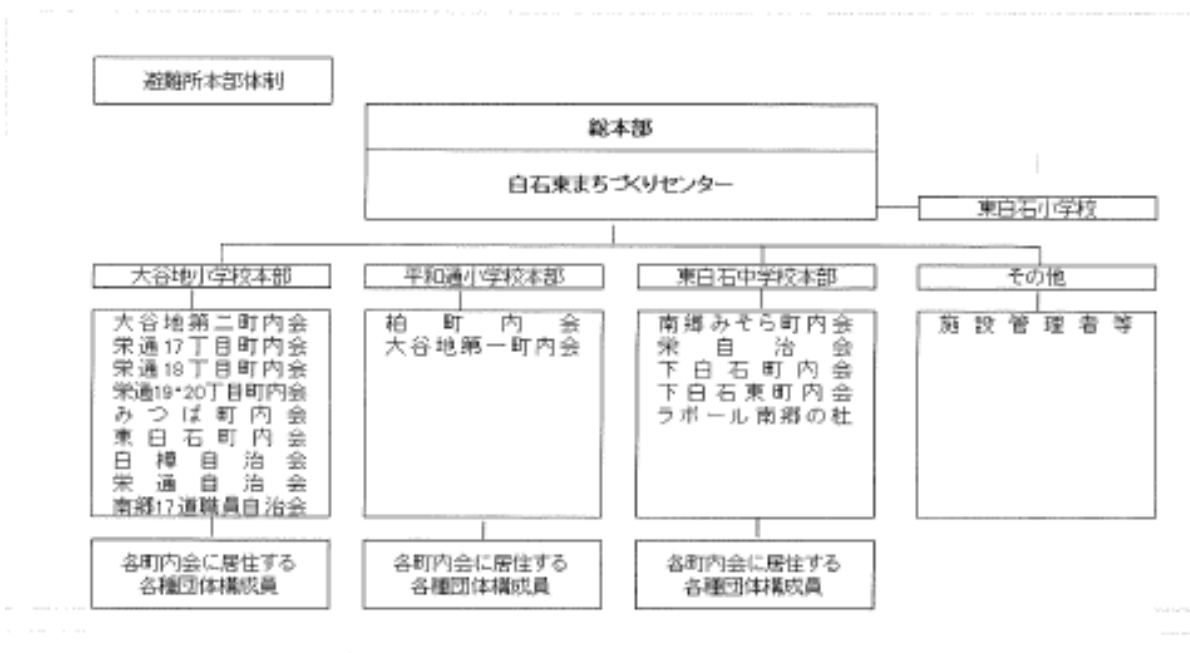 避難所本部体制
総本部
白石東まちづくりセンター
東白石小学校
大谷地小学校本部
大谷地第二町内会
栄通17丁目町内会
栄通18丁目町内会
栄通19・20丁目町内会
みつば町内会
東白石町内会
白樺自治会
栄通自治会
南郷17道職員自治会
各町内会に居住する
各種団体構成員
平和通小学校本部
柏町内会
大谷地第一町内会
各町内会に居住する
各種団体構成員
東白石中学校本部
南郷みそら町内会
栄自治会
下白石町内会
下白石東町内会
ラポール南郷の杜
各町内会に居住する
各種団体構成員
その他
施設管理者等